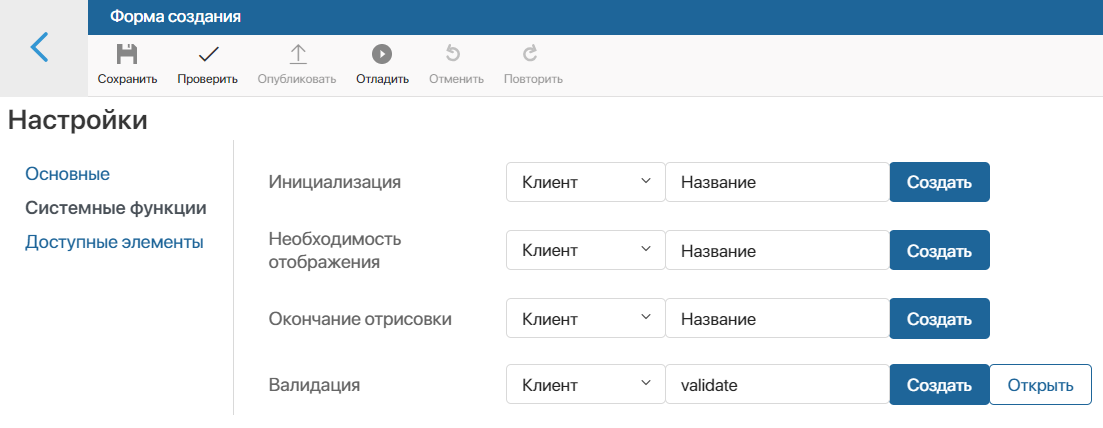 Форма создания
Сохранить Проверить Опубликовать Отладить Отменить Повторить
Настройки
Основные
Системные функции
Доступные элементы
Инициализация Клиент Название Создать
Необходимость
отображения Клиент Название Создать
Окончание отрисовки Клиент Название Создать
Валидация Клиент validate Создать Открыть